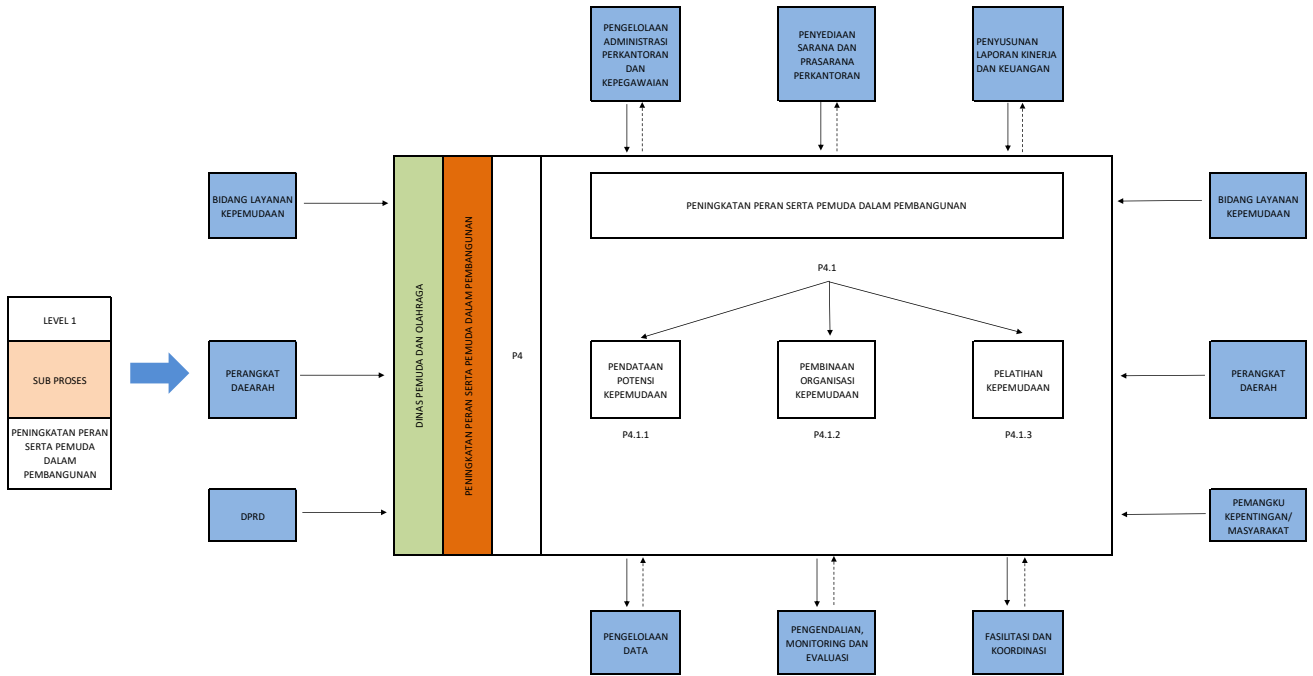 PENGELOLAAN
ADMINISTRASI
PERKANTORAN
DAN
KEPEGAWAIAN
PENYEDIAAN
SARANA DAN
PRASARANA
PERKANTORAN
PENYUSUNAN
LAPORAN KINERJA
DAN KEUANGAN
LEVEL 1
SUB PROSES
PENINGKATAN PERAN
SERTA PEMUDA
DALAM
PEMBANGUNAN
BIDANG LAYANAN
KEPEMUDAAN
PERANGKAT
DAEARAH
DPRD
DINAS PEMUDA DAN OLAHRAGA
PENINGKATAN PERAN SERTA PEMUDA DALAM PEMBANGUNAN
P4
PENINGKATAN PERAN SERTA PEMUDA DALAM PEMBANGUNAN
P4.1
PENDATAAN
POTENSI
KEPEMUDAAN
P4.1.1
PEMBINAAN
ORGANISASI
KEPEMUDAAN
P4.1.2
PELATIHAN
KEPEMUDAAN
P4.1.3
BIDANG LAYANAN
KEPEMUDAAN
PERANGKAT
DAERAH
PEMANGKU
KEPENTINGAN/
MASYARAKAT
PENGELOLAAN
DATA
PENGENDALIAN,
MONITORING DAN
EVALUASI
FASILITASI DAN
KOORDINASI